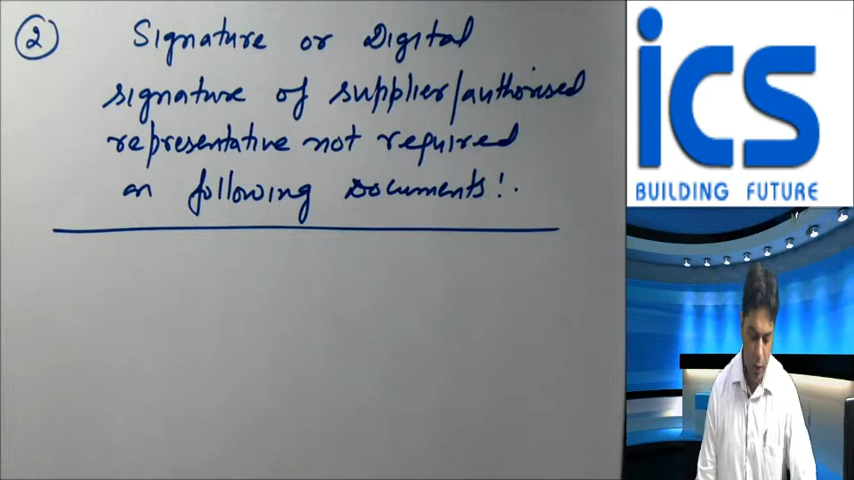 2 Signature or Digital
signature of supplier/authorised
representative not required
on following Documents!.
ICS
BUILDING FUTURE